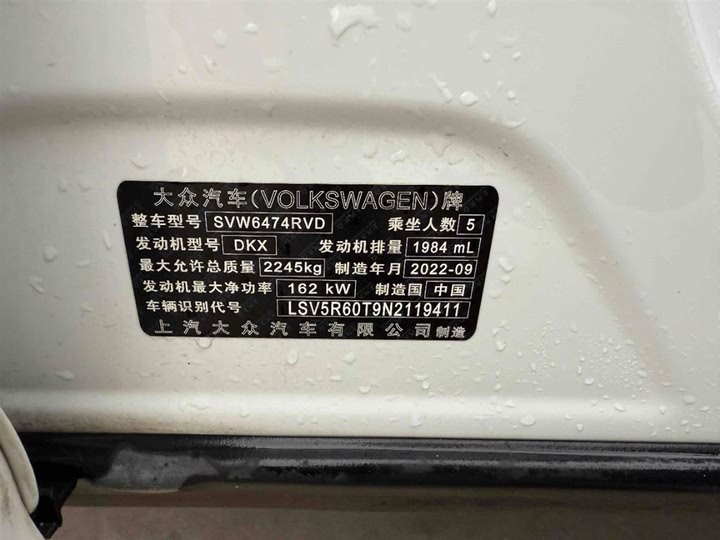 大众汽车(VOLKSWAGEN)牌
整车型号 SVW6474RVD 乘坐人数 5
发动机型号 DKX 发动机排量 1984 mL
最大允许总质量 2245kg 制造年月 2022-09
发动机最大净功率 162 kW 制造国 中国
车辆识别代号 LSV5R60T9N2119411
上汽大众汽车有限公司制造